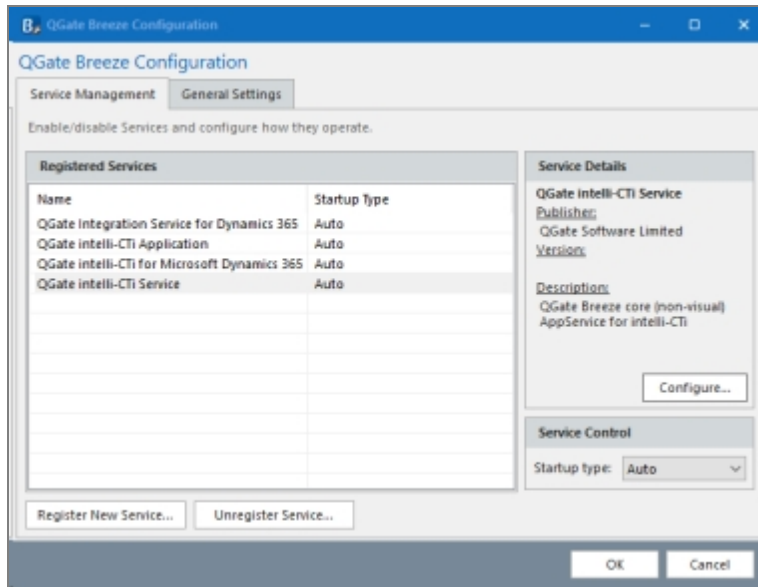 QGate Breeze Configuration
QGate Breeze Configuration
Service Management General Settings
Enable/disable Services and configure how they operate.
Registered Services
Name Startup Type
QGate Integration Service for Dynamics 365 Auto
QGate intelli-CTi Application Auto
QGate intelli-CTi for Microsoft Dynamics 365 Auto
QGate intelli-CTi Service Auto
Register New Service... Unregister Service...
Service Details
QGate intelli-CTi Service
Publisher:
QGate Software Limited
Version:
Description:
QGate Breeze core (non-visual)
AppService for intelli-CTi
Configure...
Service Control
Startup type: Auto
OK Cancel